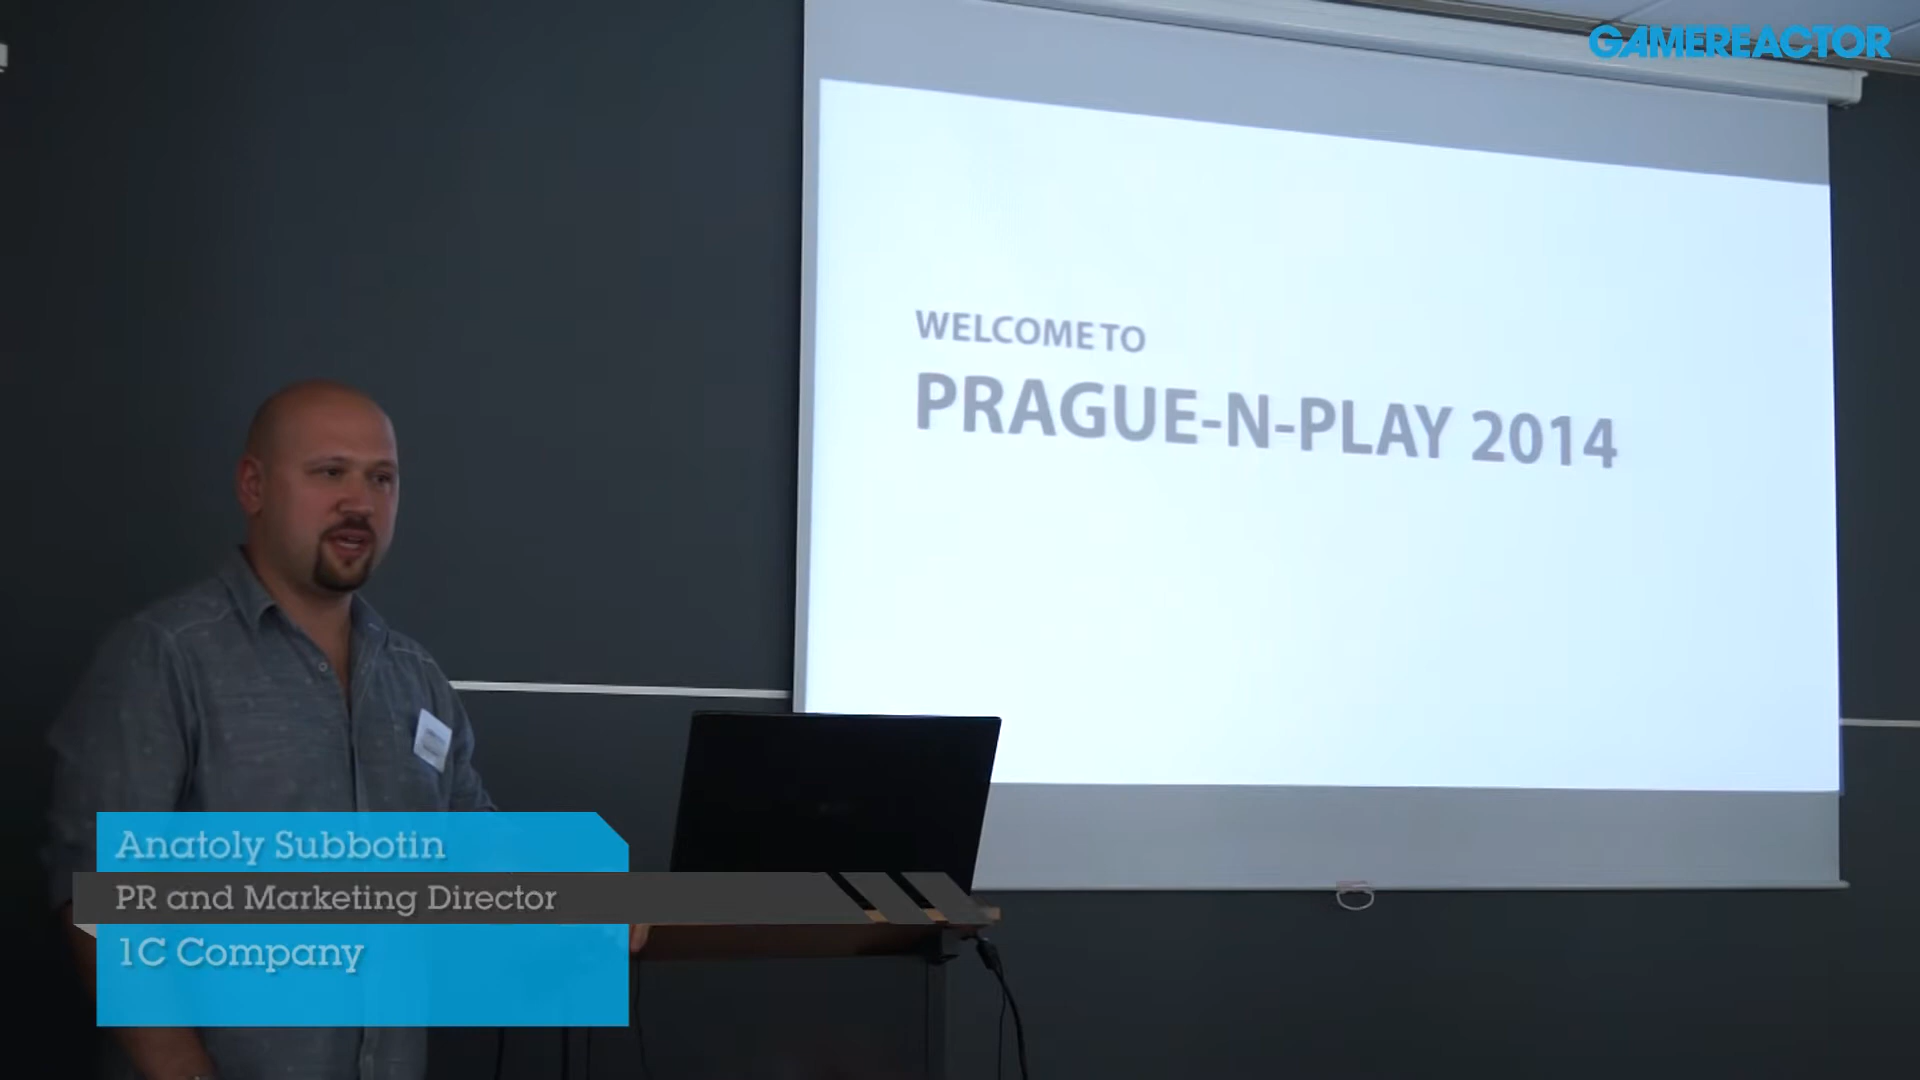 GAMEREACTOR
WELCOME TO
PRAGUE-N-PLAY 2014
Anatoly Subbotin
PR and Marketing Director
1C Company